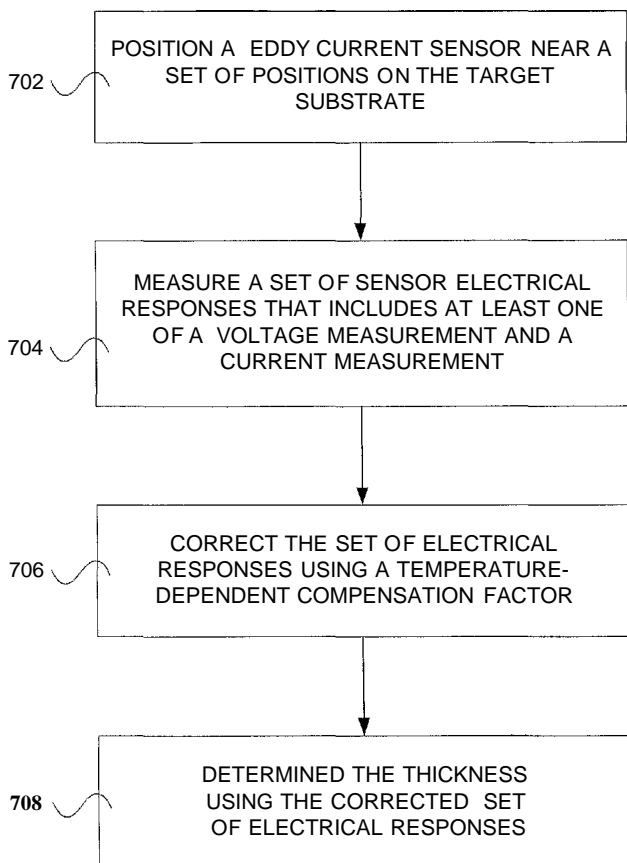 POSITION A EDDY CURRENT SENSOR NEAR A
SET OF POSITIONS ON THE TARGET
SUBSTRATE
702
MEASURE A SET OF SENSOR ELECTRICAL
RESPONSES THAT INCLUDES AT LEAST ONE
OF A VOLTAGE MEASUREMENT AND A
CURRENT MEASUREMENT
704
CORRECT THE SET OF ELECTRICAL
RESPONSES USING A TEMPERATURE-
DEPENDENT COMPENSATION FACTOR
706
DETERMINED THE THICKNESS
USING THE CORRECTED SET
OF ELECTRICAL RESPONSES
708